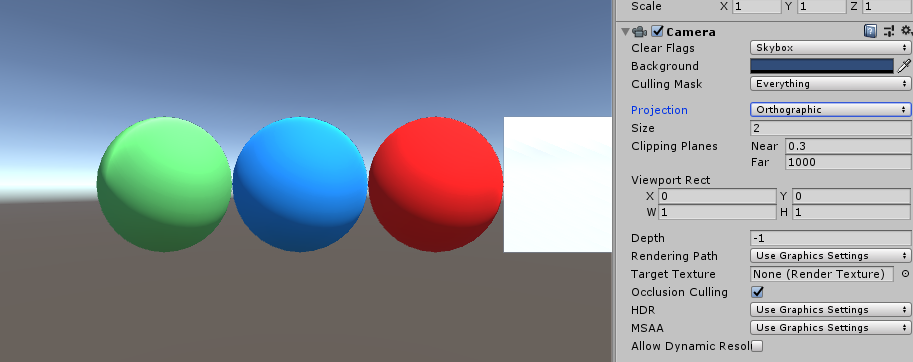 Scale X 1 Y 1 Z 1
Camera
Clear Flags Skybox
Background
Culling Mask Everything
Projection Orthographic
Size 2
Clipping Planes Near 0.3
Far 1000
Viewport Rect
X 0 Y 0
W 1 H 1
Depth -1
Rendering Path Use Graphics Settings
Target Texture None (Render Texture)
Occlusion Culling
HDR Use Graphics Settings
MSAA Use Graphics Settings
Allow Dynamic Resol